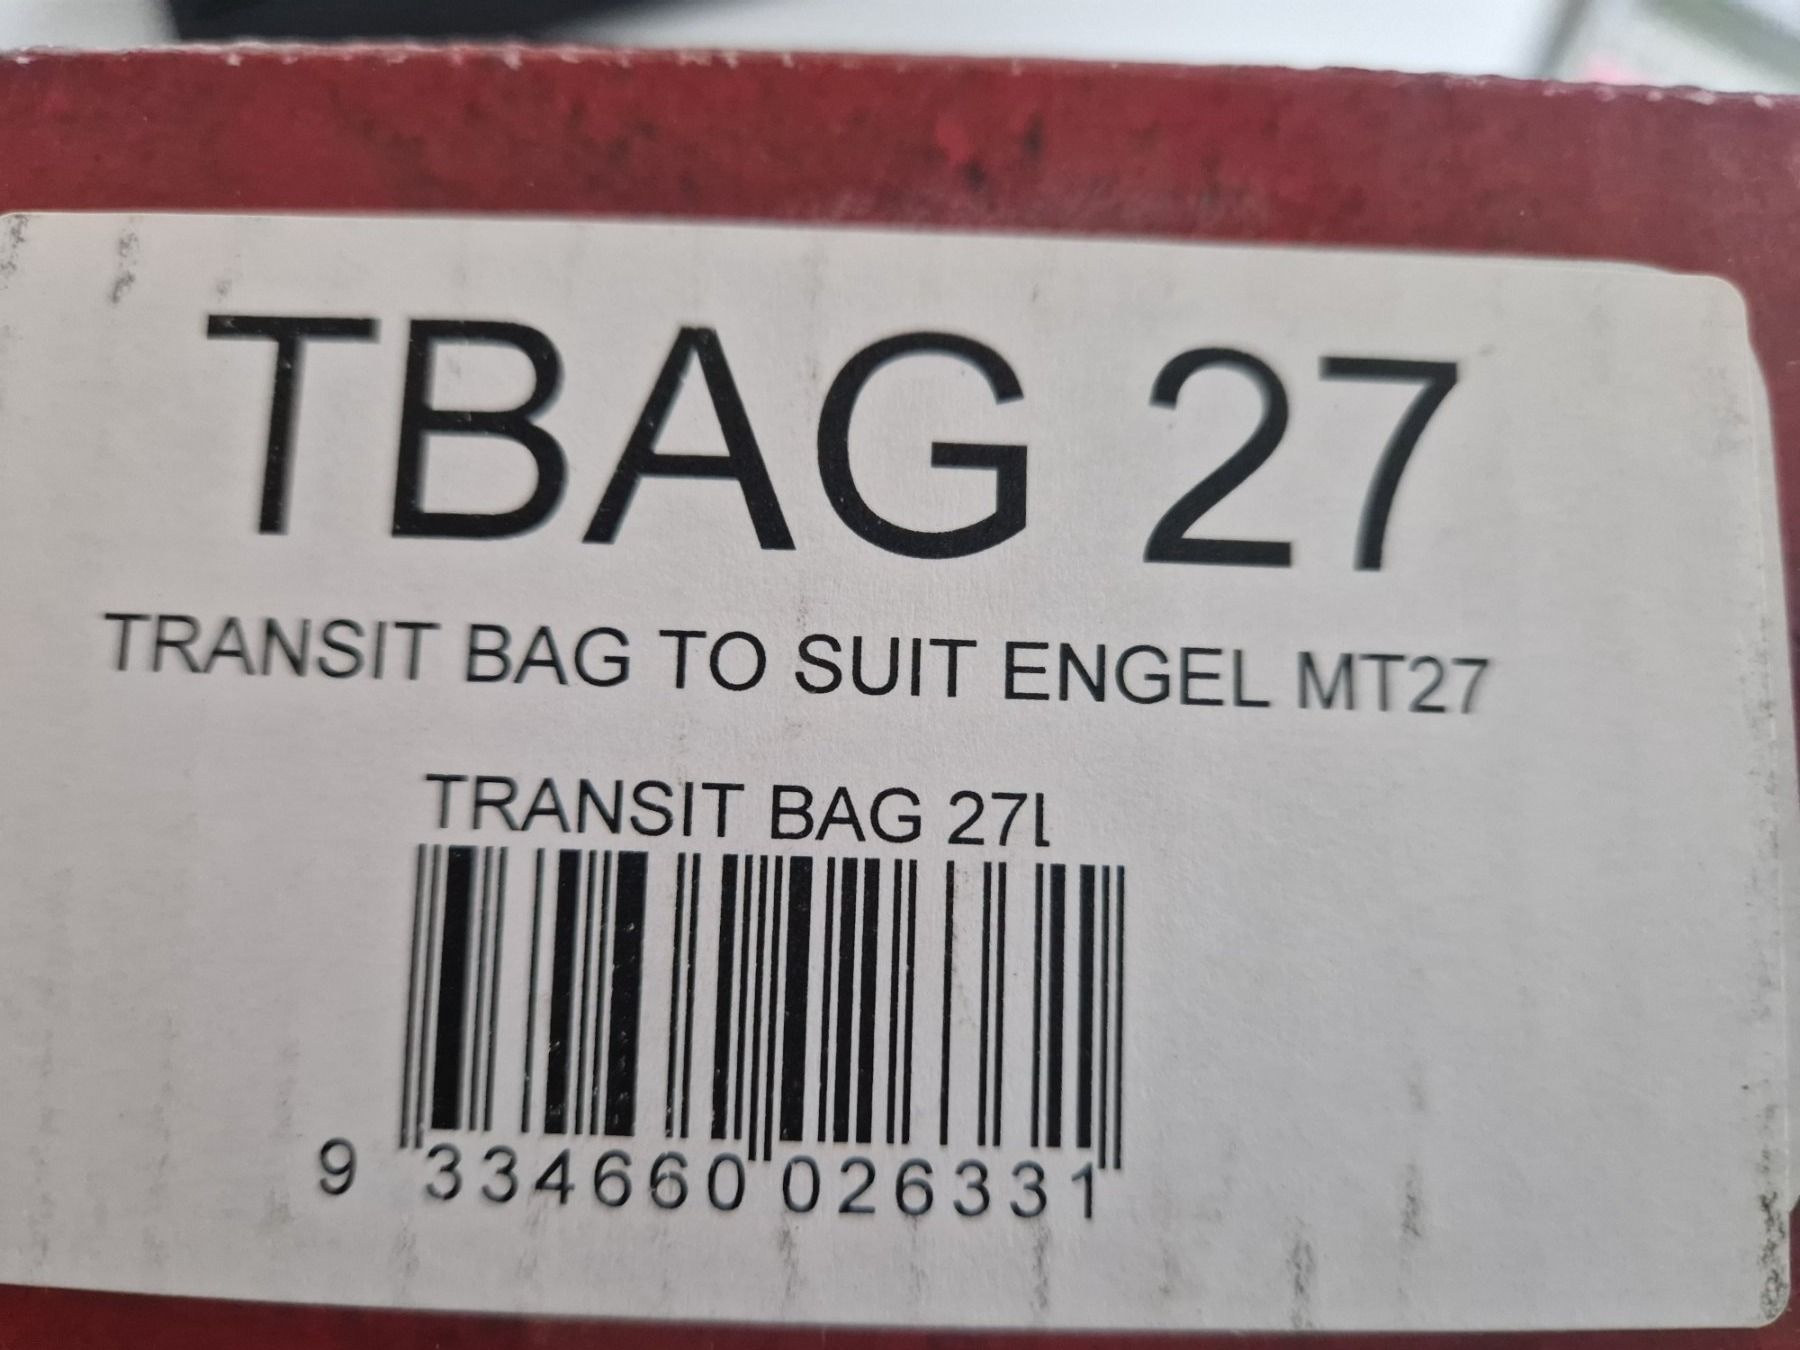 TBAG 27
TRANSIT BAG TO SUIT ENGEL MT27
TRANSIT BAG 27l
9 334660 026331